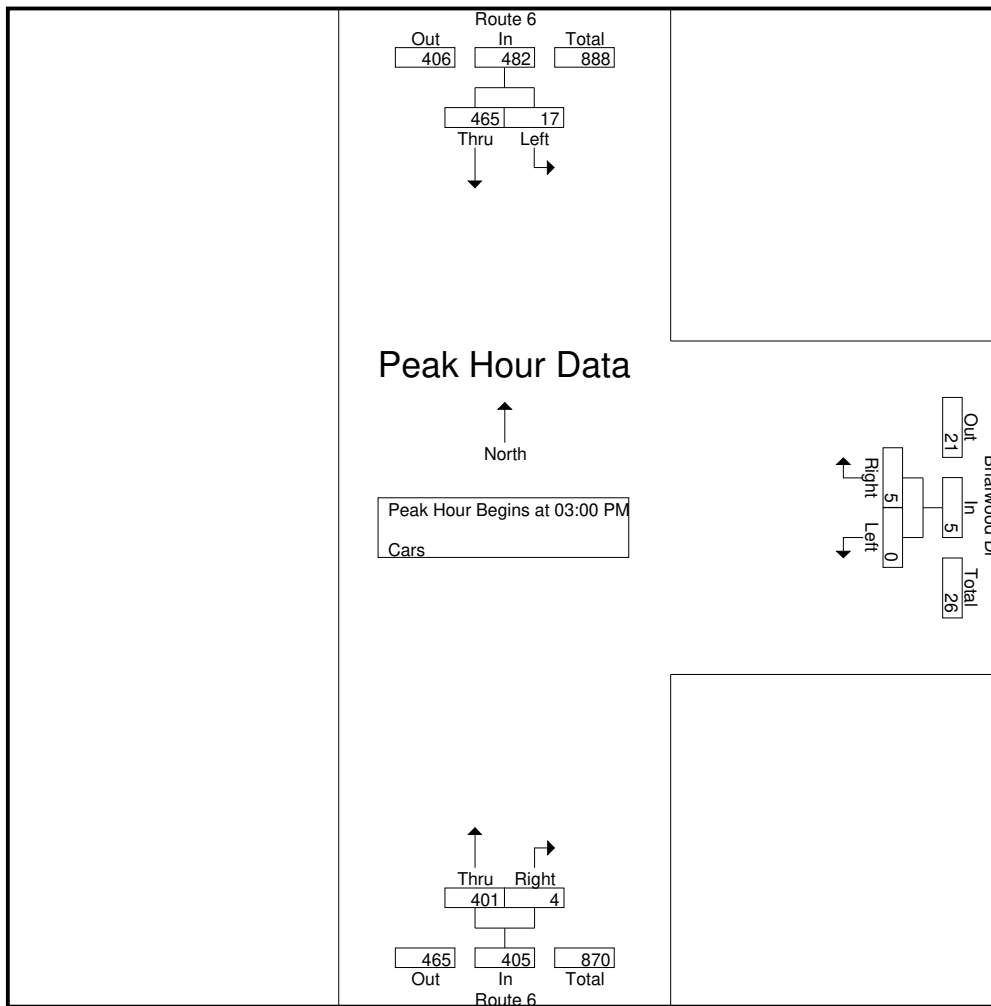 Route 6
Out In Total
406 482 888
465 17
Thru Left
Peak Hour Data
North
Peak Hour Begins at 03:00 PM
Cars
Right Left
5 0
Out In Total
21 5 26
Thru Right
401 4
465 405 870
Out In Total
Route 6